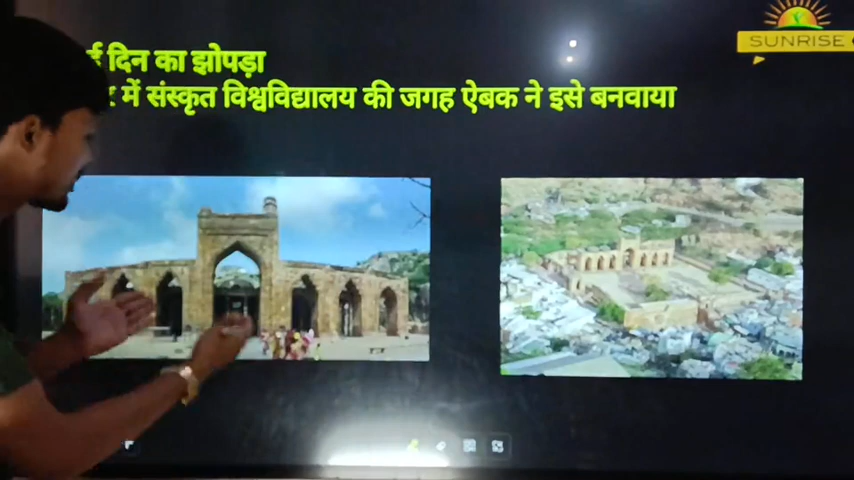 दिन का झोपड़ा
में संस्कृत विश्वविद्यालय की जगह ऐबक ने इसे बनवाया
SUNRISE